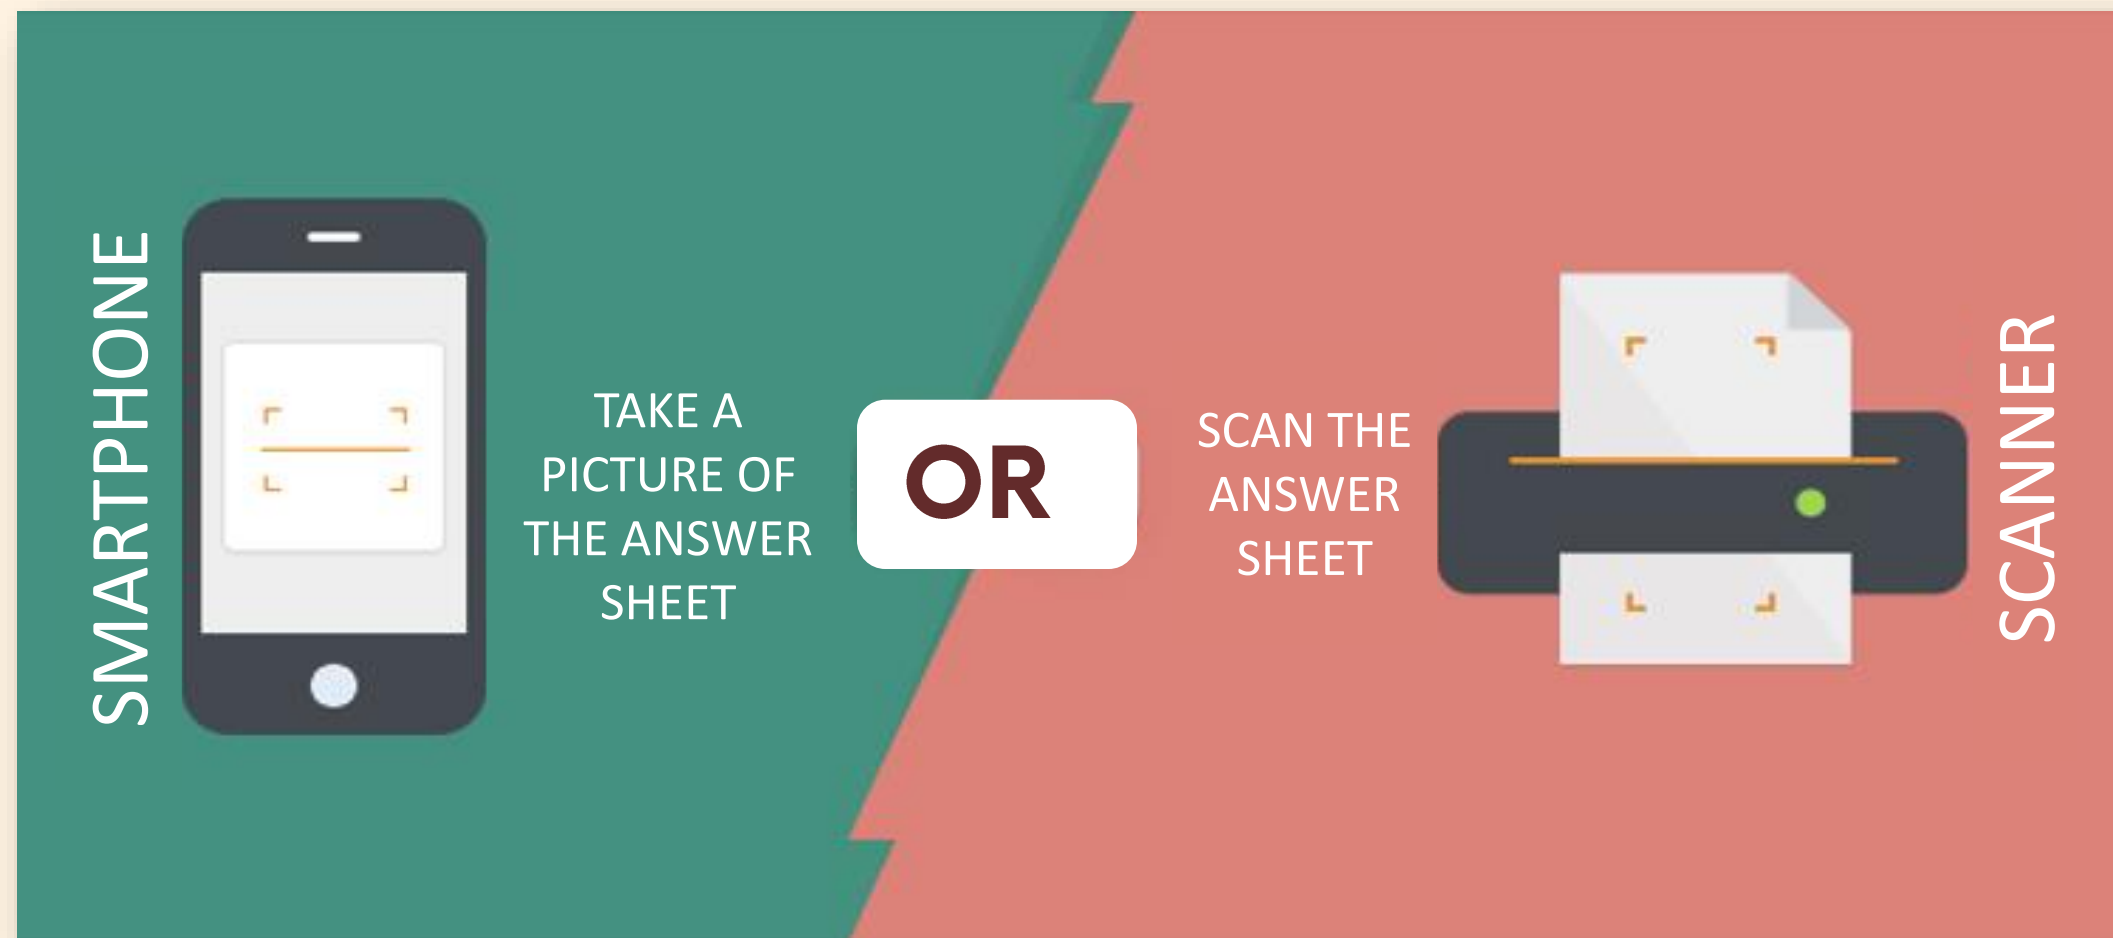 SMARTPHONE
TAKE A
PICTURE OF
THE ANSWER
SHEET
OR
SCAN THE
ANSWER
SHEET
SCANNER